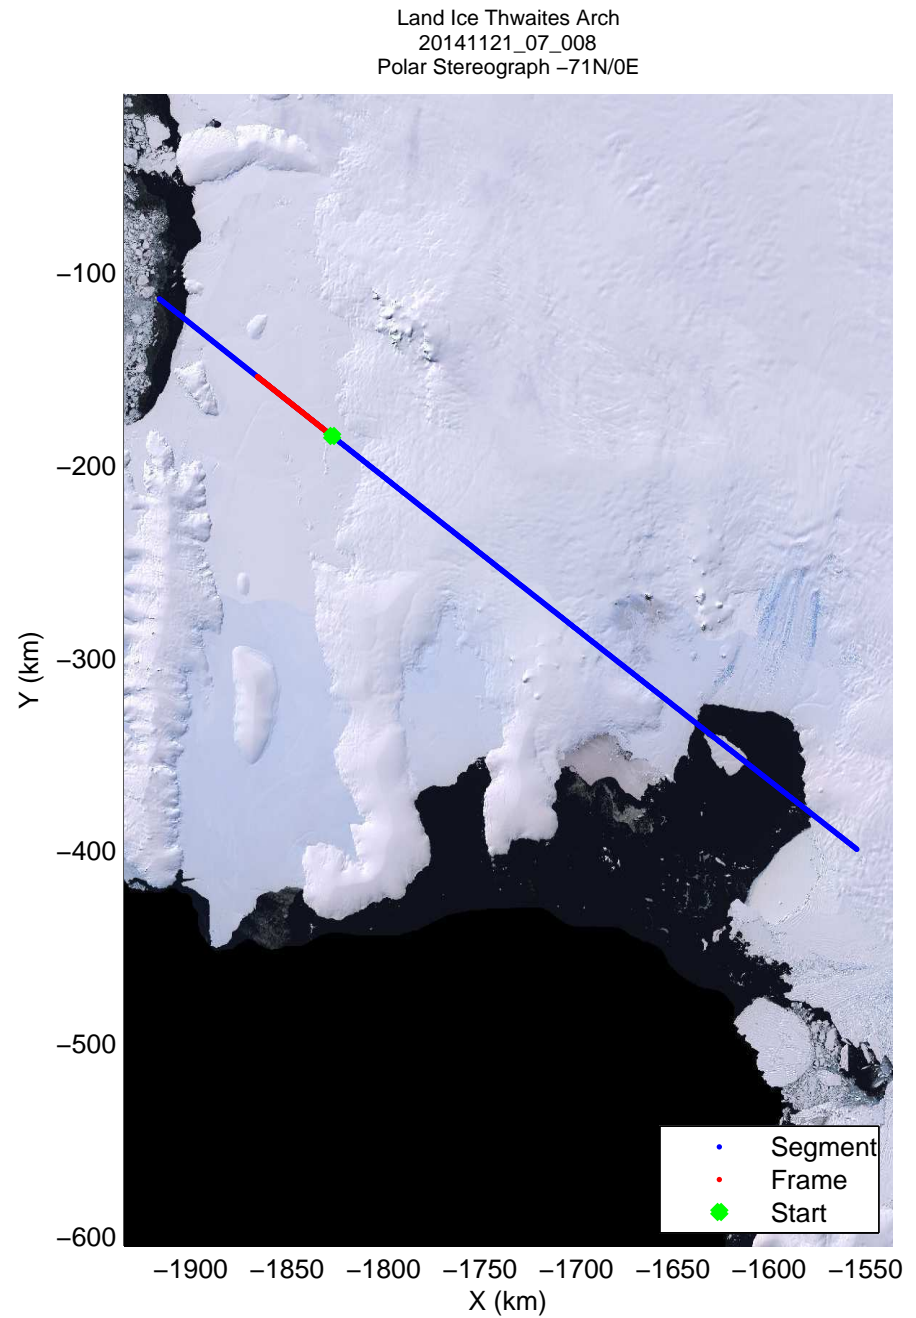 Land Ice Thwaites Arch
20141121_07_008
Polar Stereograph −71N/0E
−100
−200
−300
−400
−500
−600
Y (km)
Segment
Frame
Start
−1900 −1850 −1800 −1750 −1700 −1650 −1600 −1550
X (km)